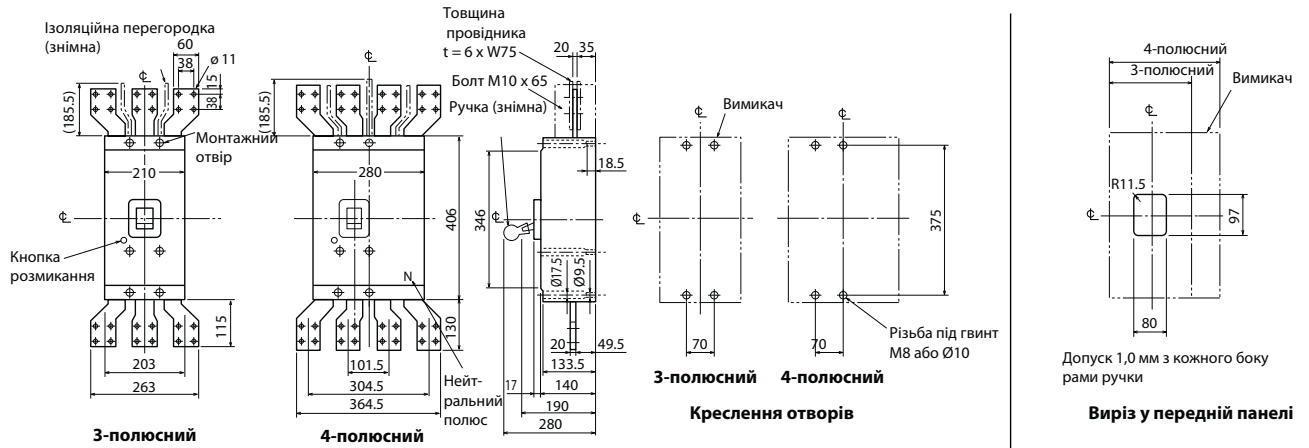 Ізоляційна перегородка
(знімна)
60
38
ø 11
15
38
(185.5)
Монтажний
отвір
210
Кнопка
розмикання
115
203
263
3-полюсний
(185.5)
280
406
N
130
101.5
304.5
364.5
Нейт-
ральний
полюс
4-полюсний
Товщина
провідника
t = 6 x W75
Болт M10 x 65
Ручка (знімна)
20
35
18.5
346
Ø17.5
Ø9.5
20
49.5
133.5
17
140
190
280
Вимикач
375
70
70
Різьба під гвинт
М8 або Ø10
3-полюсний
4-полюсний
Креслення отворів
4-полюсний
3-полюсний
Вимикач
R11.5
97
80
Допуск 1,0 мм з кожного боку
рами ручки
Виріз у передній панелі